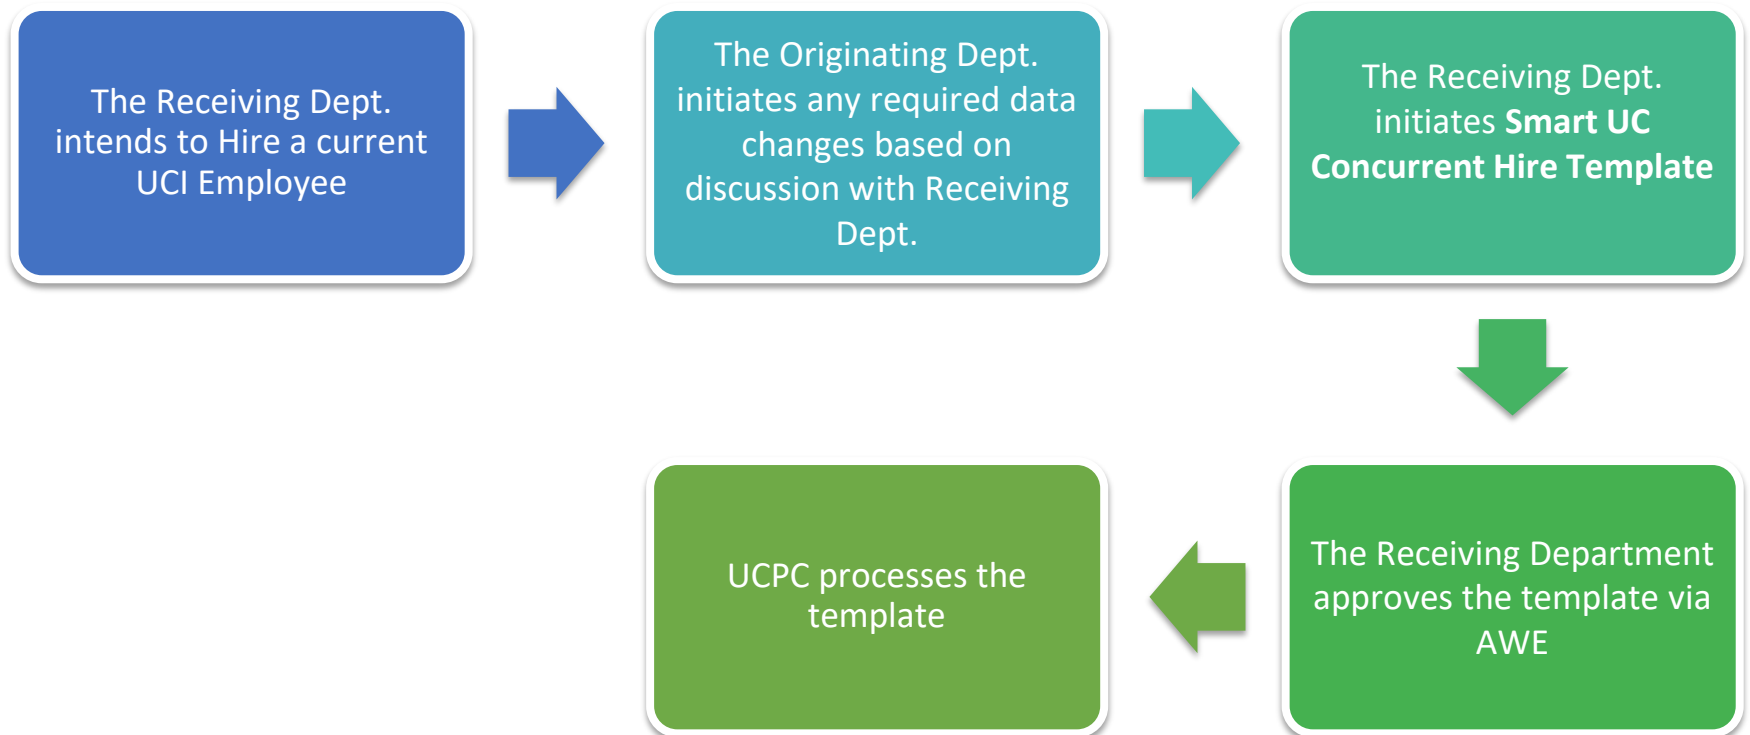 The Receiving Dept.
intends to Hire a current
UCI Employee
The Originating Dept.
initiates any required data
changes based on
discussion with Receiving
Dept.
The Receiving Dept.
initiates Smart UC
Concurrent Hire Template
The Receiving Department
approves the template via
AWE
UCPC processes the
template